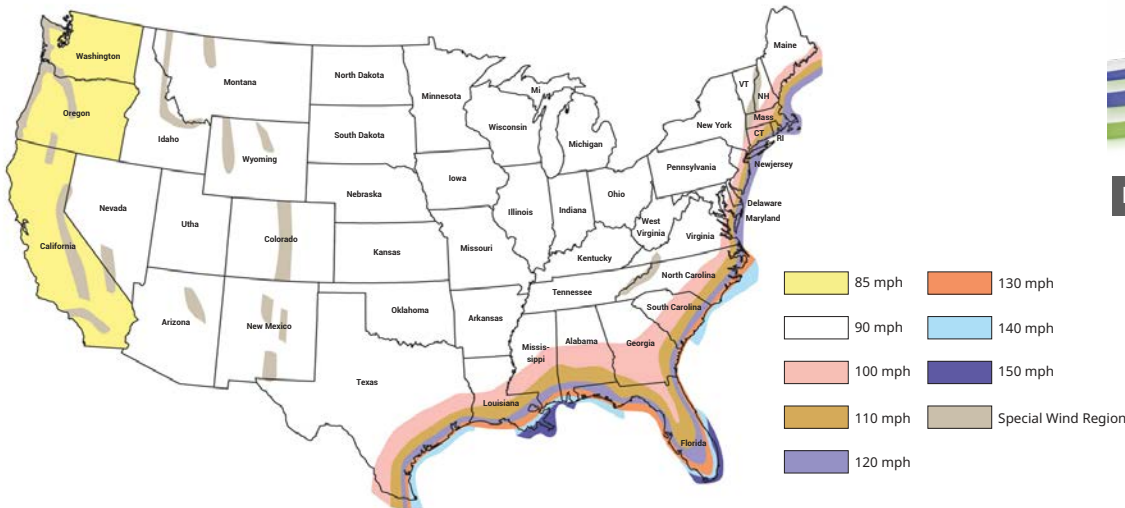 Maine
Washington
Montana
North Dakota
Minnesota
VT
NH
Mi
Oregon
Idaho
South Dakota
Wisconsin
Michigan
New York
Mass
CT
RI
Wyoming
Iowa
Pennsylvania
Newjersey
Nebraska
Ohio
Nevada
Utha
Illinois
Indiana
Delaware
Maryland
West
Virginia
California
Colorado
Kansas
Missouri
Virginia
Kentucky
North Carolina
Tennessee
Oklahoma
Arkansas
South Carolina
Arizona
New Mexico
Missis-
sippi
Alabama
Georgia
Texas
Louisiana
Florida
85 mph
90 mph
100 mph
110 mph
120 mph
130 mph
140 mph
150 mph
Special Wind Region